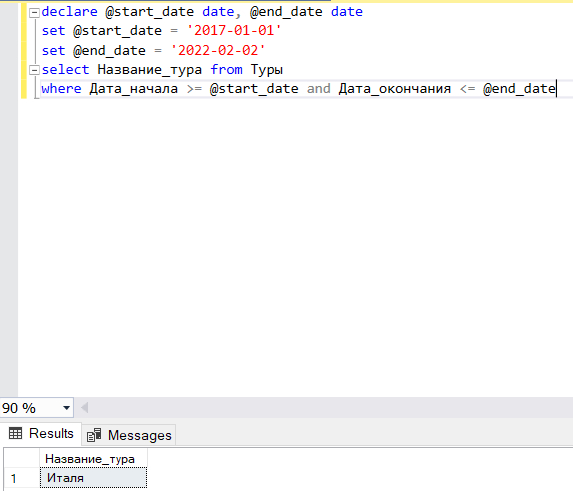 declare @start_date date, @end_date date
set @start_date = '2017-01-01'
set @end_date = '2022-02-02'
select Название_тура from Туры
where Дата_начала >= @start_date and Дата_окончания <= @end_date
90 %
Results Messages
Название_тура
1 Италя